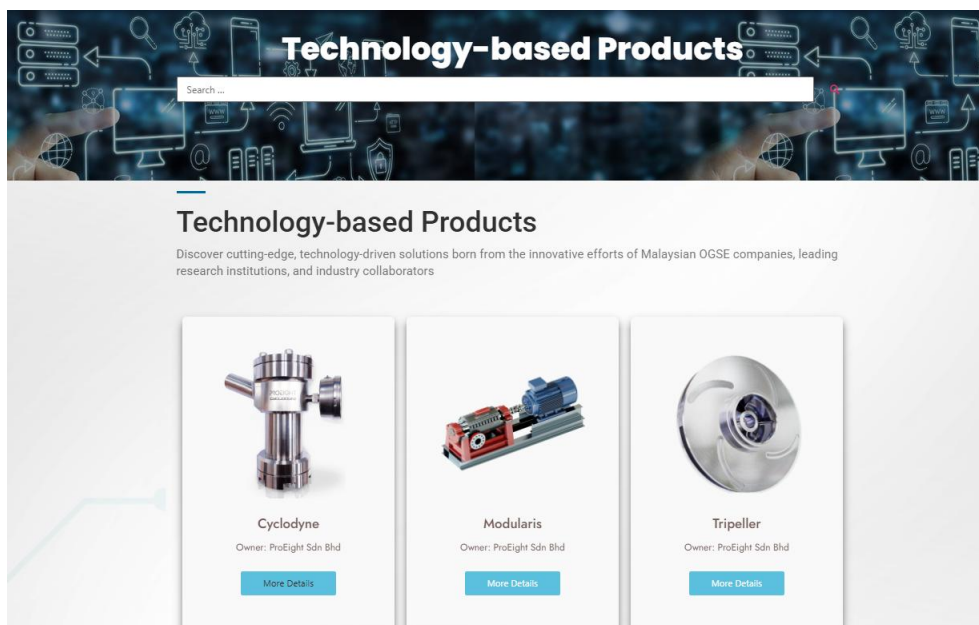 Technology-based Products
Search ...
WWW
WWW
Technology-based Products
Discover cutting-edge, technology-driven solutions born from the innovative efforts of Malaysian OGSE companies, leading
research institutions, and industry collaborators
Cyclodyne
Modularis
Tripeller
Owner: ProEight Sdn Bhd
Owner: ProEight Sdn Bhd
Owner: ProEight Sdn Bhd
More Details
More Details
More Details